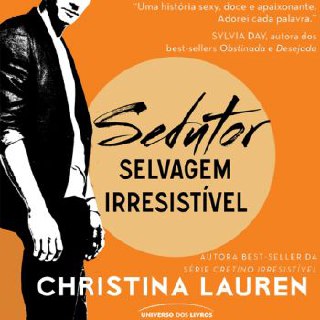 "Uma história sexy, doce e apaixonante.
Adorei cada palavra."
SYLVIA DAY, autora dos
best-sellers Obstinada e Desejada
Sedutor
SELVAGEM
IRRESISTÍVEL
AUTORA BEST-SELLER DA
SÉRIE CRETINO IRRESISTÍVEL
CHRISTINA LAUREN
UNIVERSO DOS LIVROS